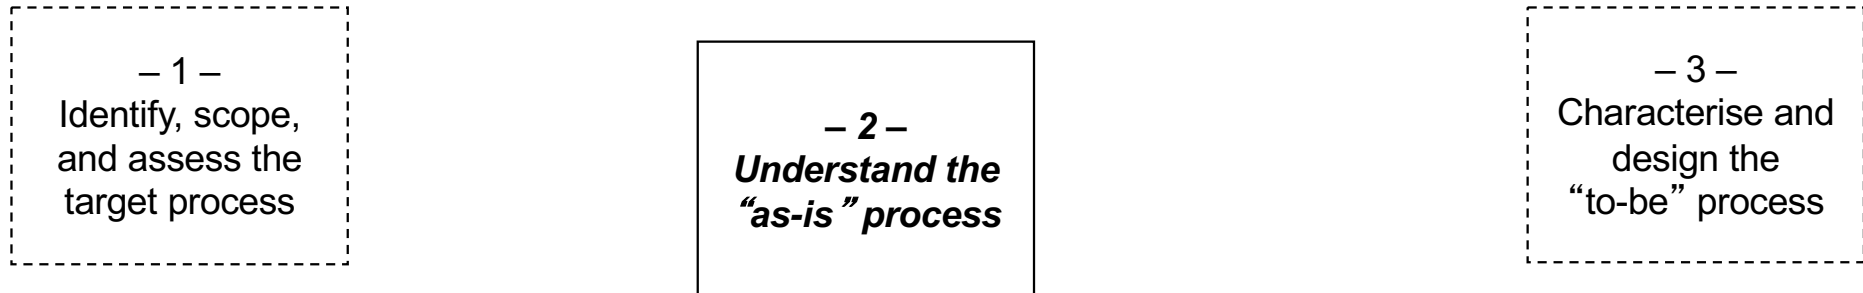 – 1 –
Identify, scope,
and assess the
target process
– 2 –
Understand the
“as-is” process
– 3 –
Characterise and
design the
“to-be” process